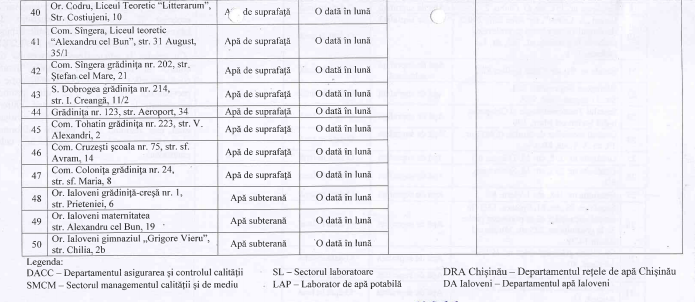 40 Or. Codru, Liceul Teoretic "Litterarum", Apă de suprafață O dată în lună
Str. Costiujeni, 10
41 Com. Sîngera, Liceul teoretic Apă de suprafață O dată în lună
"Alexandru cel Bun", str. 31 August,
35/1
42 Com. Sîngera grădinița nr. 202, str. Apă de suprafață O dată în lună
Ștefan cel Mare, 21
43 S. Dobrogea grădinița nr. 214, Apă de suprafață O dată în lună
str. I. Creangă, 11/2
44 Grădinița nr. 123, str. Aeroport, 34 Apă de suprafață O dată în lună
45 Com. Tohatin grădinița nr. 223, str. V. Apă de suprafață O dată în lună
Alexandri, 2
46 Com. Cruzești școala nr. 75, str. sf. Apă de suprafață O dată în lună
Avram, 14
47 Com. Colonița grădinița nr. 24, Apă de suprafață O dată în lună
str. sf. Maria, 8
48 Or. Ialoveni grădiniță-creșă nr. 1, Apă subterană O dată în lună
str. Prieteniei, 6
49 Or. Ialoveni maternitatea Apă subterană O dată în lună
str. Alexandru cel Bun, 19
50 Or. Ialoveni gimnaziul „Grigore Vieru", Apă subterană O dată în lună
str. Chilia, 2b
Legenda:
DACC – Departamentul asigurarea și controlul calității SL – Sectorul laboratoare DRA Chișinău – Departamentul rețele de apă Chișinău
SMCM – Sectorul managementul calității și de mediu LAP – Laborator de apă potabilă DA Ialoveni – Departamentul apă Ialoveni